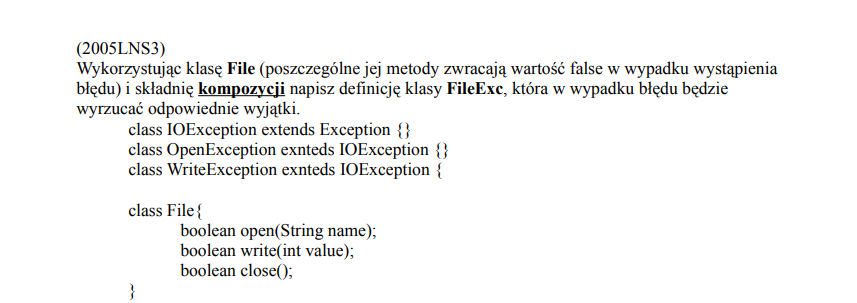 (2005LNS3)
Wykorzystując klasę File (poszczególne jej metody zwracają wartość false w wypadku wystąpienia
błędu) i składnię kompozycji napisz definicję klasy FileExc, która w wypadku błędu będzie
wyrzucać odpowiednie wyjątki.
class IOException extends Exception {}
class OpenException exnteds IOException {}
class WriteException exnteds IOException {
class File{
boolean open(String name);
boolean write(int value);
boolean close();
}